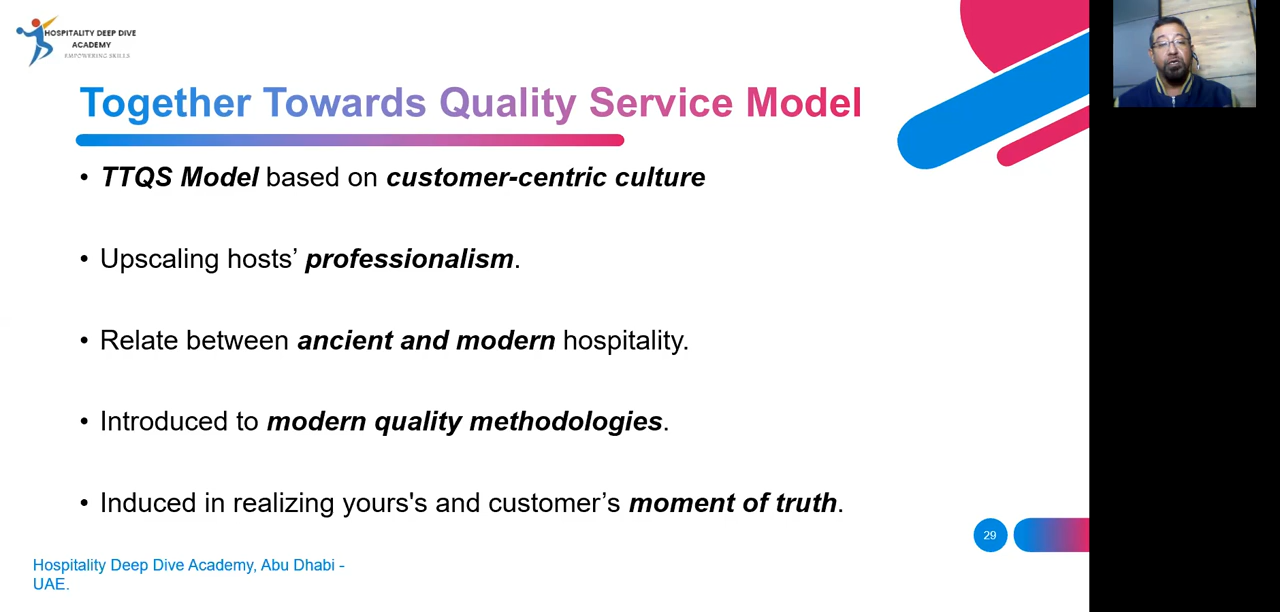 HOSPITALITY DEEP DIVE
ACADEMY
EMPOWERING SKILLS
Together Towards Quality Service Model
• TTQS Model based on customer-centric culture
• Upscaling hosts’ professionalism.
• Relate between ancient and modern hospitality.
• Introduced to modern quality methodologies.
• Induced in realizing yours's and customer’s moment of truth.
29
Hospitality Deep Dive Academy, Abu Dhabi -
UAE.